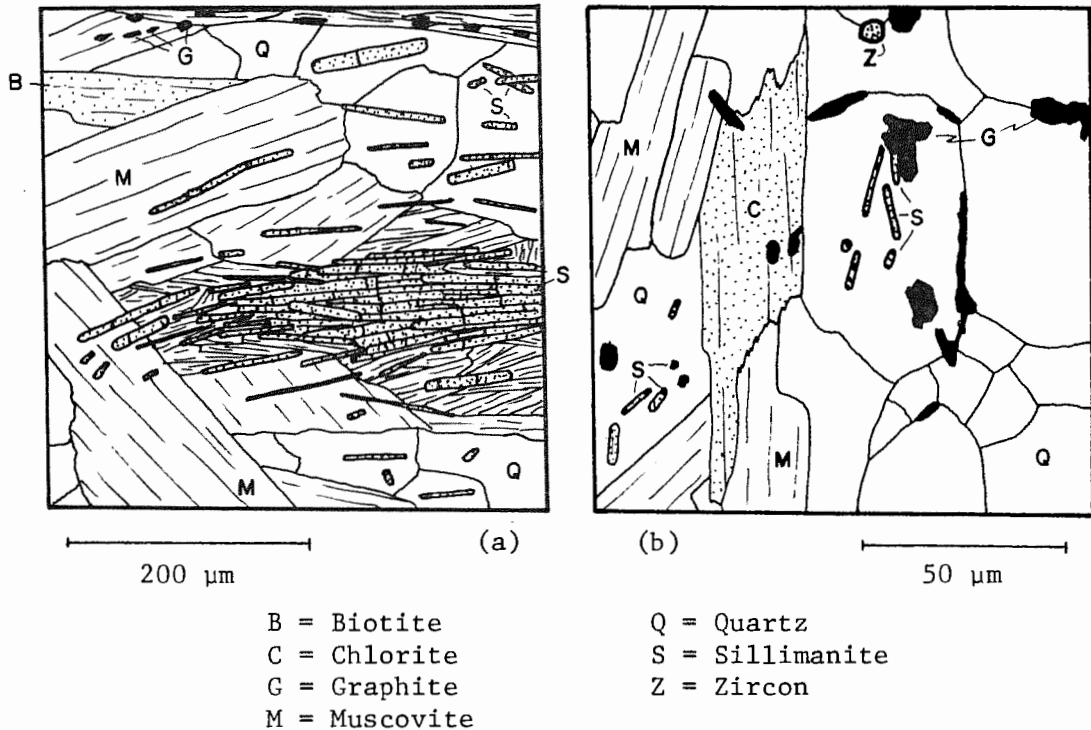 G
Q
B
S
M
S
Q
M
(a)
200 μm
Z
G
M
C
S
Q
S
M
Q
(b)
50 μm
B = Biotite
C = Chlorite
G = Graphite
M = Muscovite
Q = Quartz
S = Sillimanite
Z = Zircon